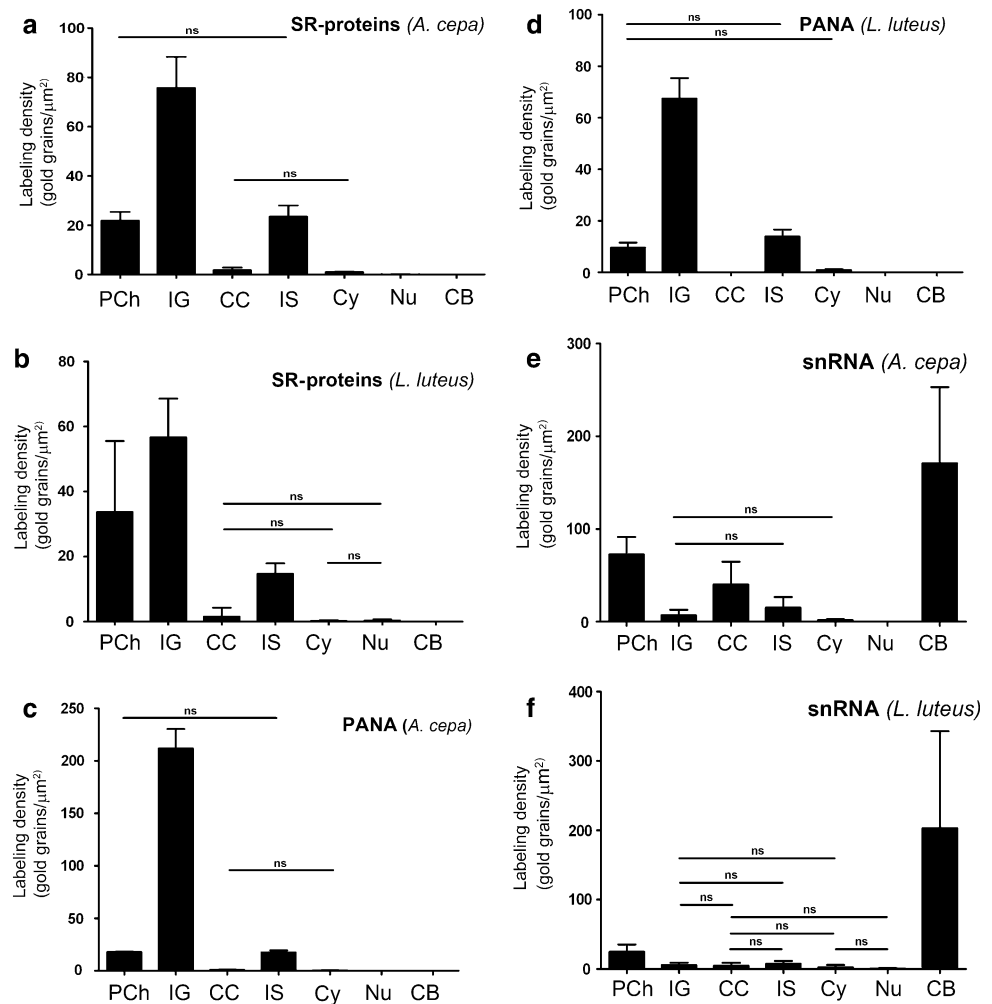 a
SR-proteins (A. cepa)
Labeling density
(gold grains/μm2)
100
80
60
40
20
0
ns
ns
PCh IG CC IS Cy Nu CB
b
SR-proteins (L. luteus)
Labeling density
(gold grains/μm2)
80
60
40
20
0
ns
ns
ns
PCh IG CC IS Cy Nu CB
c
PANA (A. cepa)
Labeling density
(gold grains/μm2)
250
200
150
100
50
0
ns
ns
PCh IG CC IS Cy Nu CB
d
PANA (L. luteus)
Labeling density
(gold grains/μm2)
100
80
60
40
20
0
ns
ns
PCh IG CC IS Cy Nu CB
e
snRNA (A. cepa)
Labeling density
(gold grains/μm2)
300
200
100
0
ns
ns
PCh IG CC IS Cy Nu CB
f
snRNA (L. luteus)
Labeling density
(gold grains/μm2)
400
300
200
100
0
ns
ns
ns
ns
ns
ns
ns
PCh IG CC IS Cy Nu CB